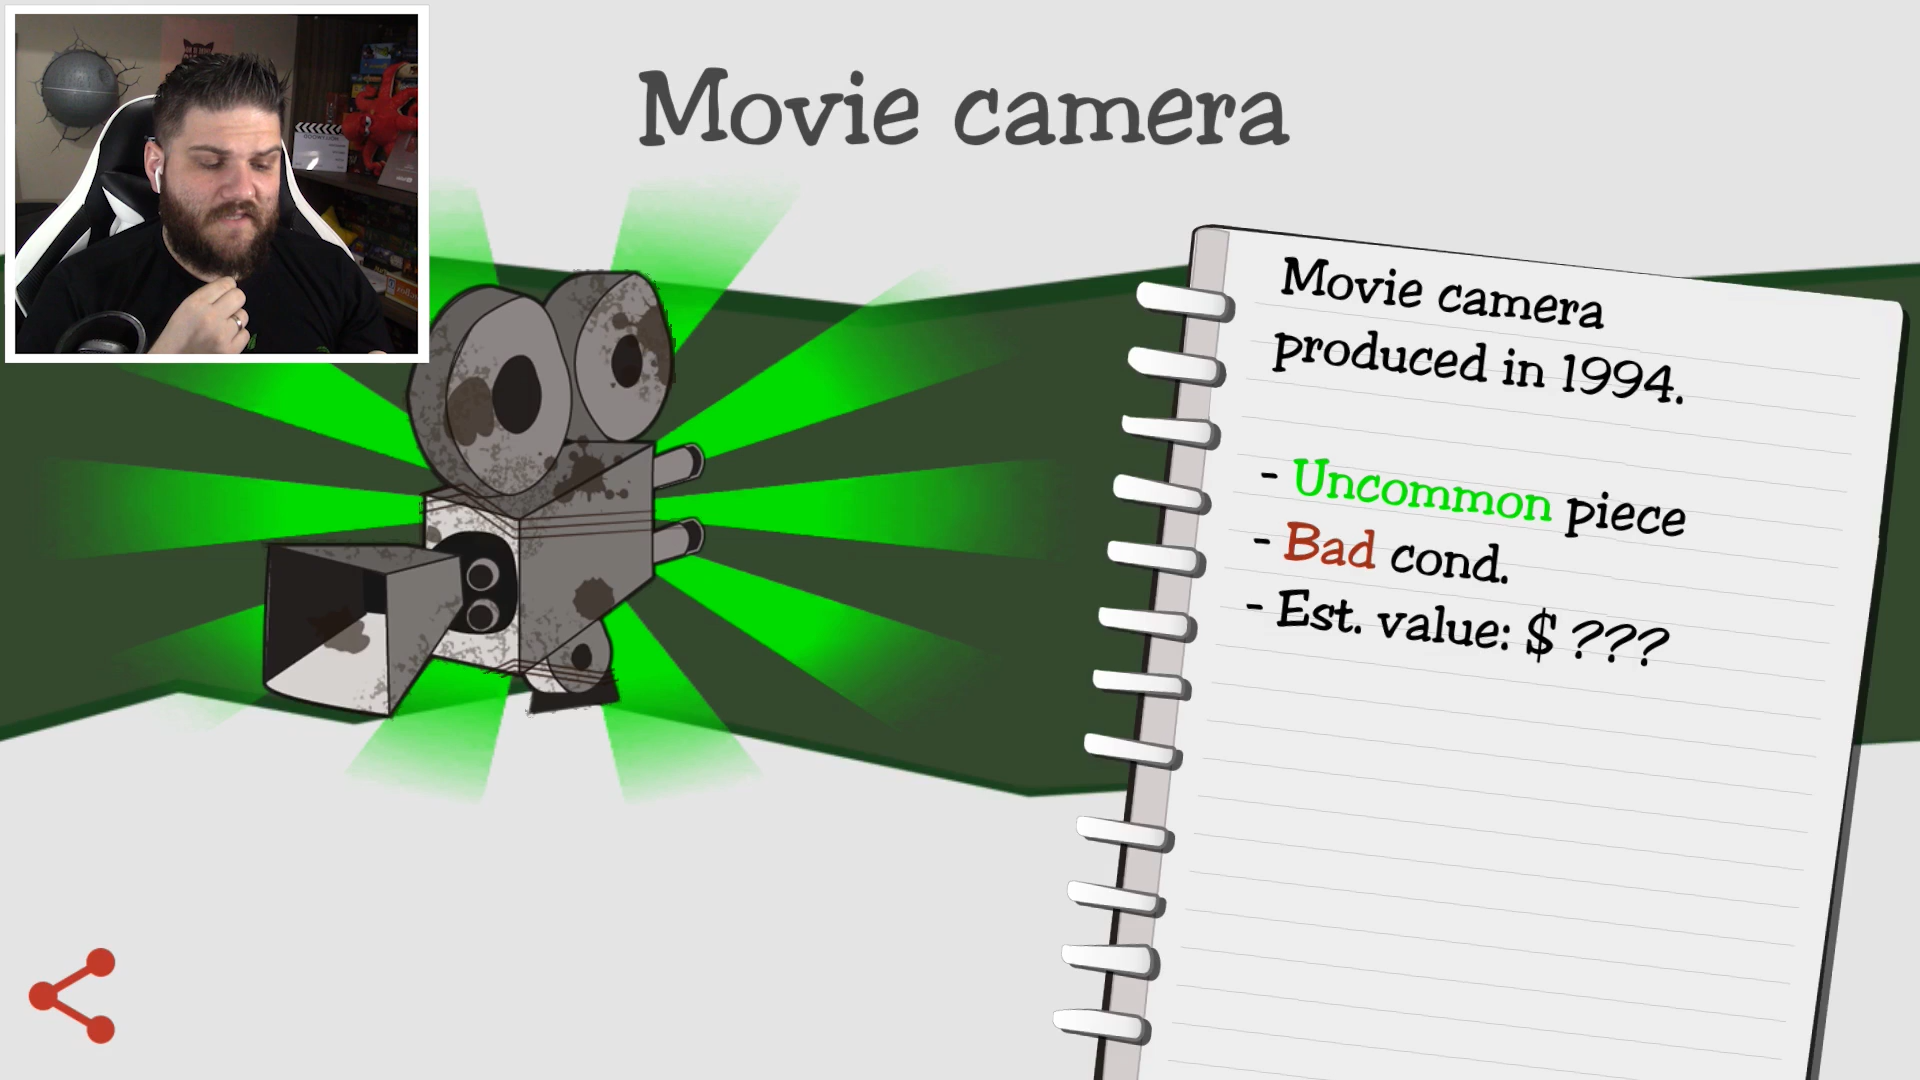 Movie camera
Movie camera
produced in 1994.
- Uncommon piece
- Bad cond.
- Est. value: $ ???